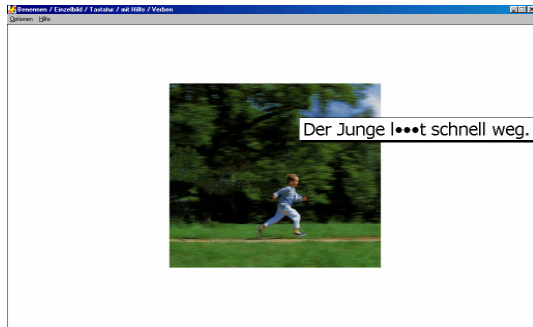 Benennen / Einzelbild / Tastatur / mit Hilfe / Verben
Optionen Hilfe
Der Junge l●●●t schnell weg.